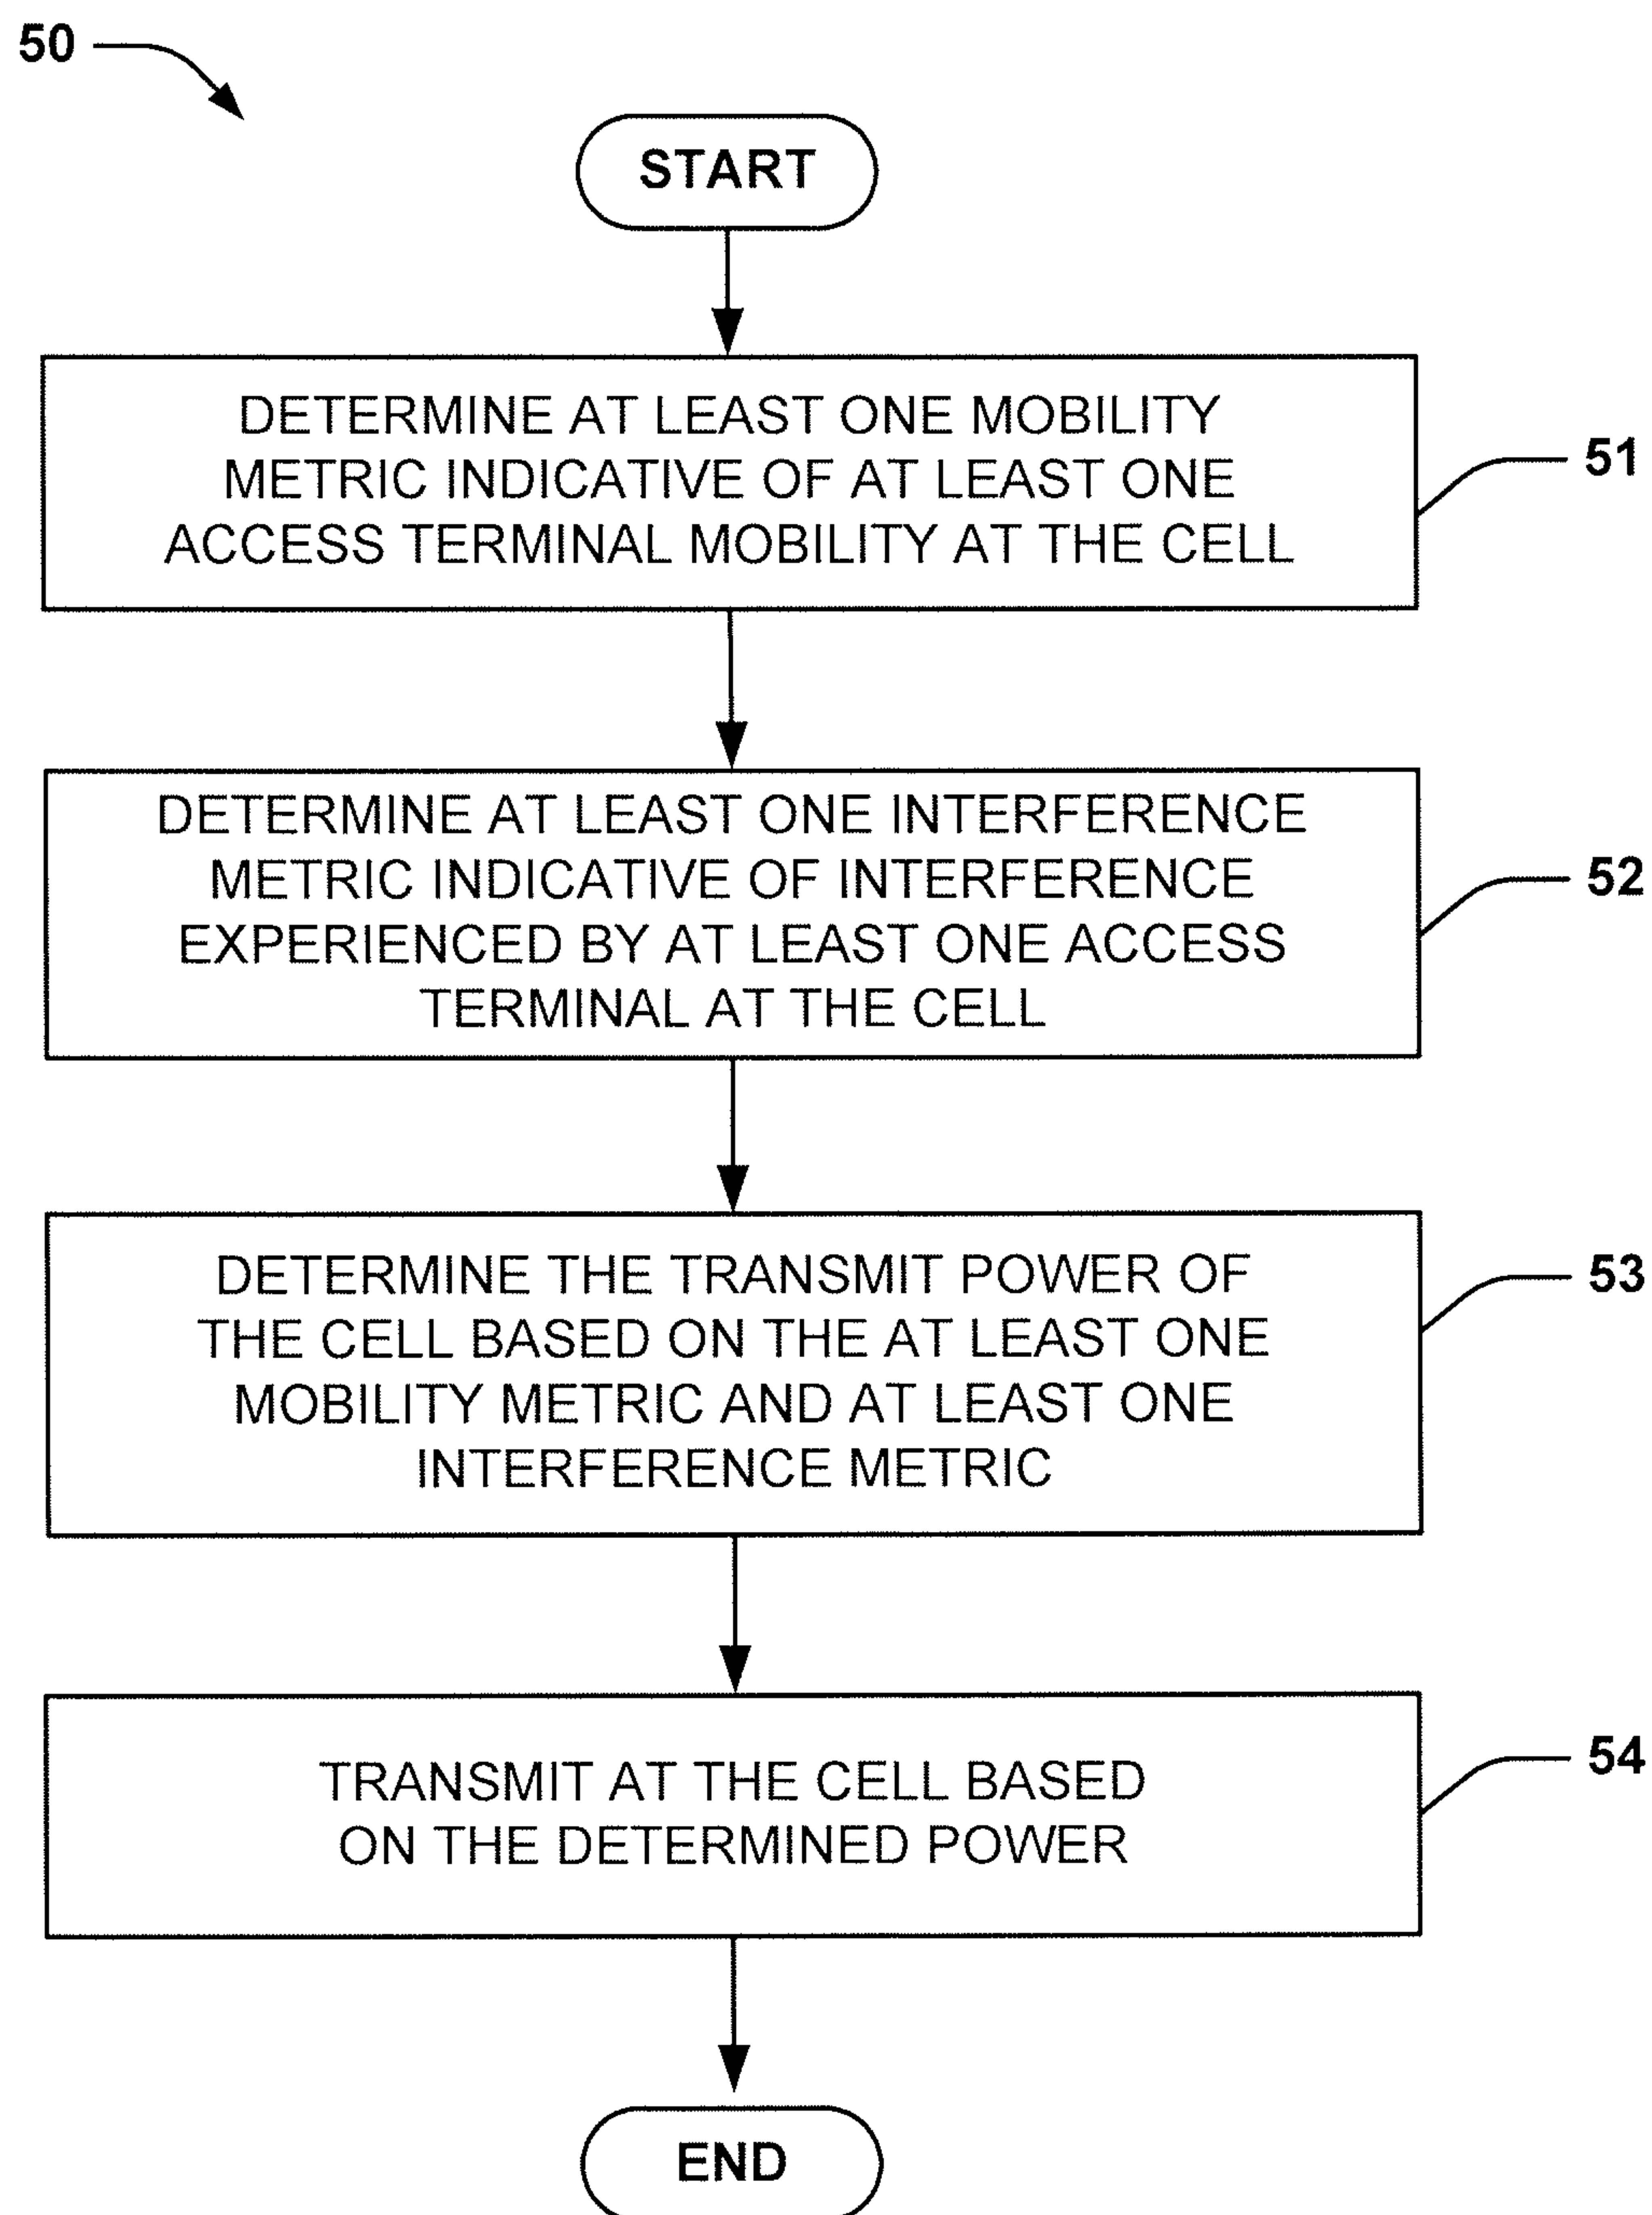 50
START
DETERMINE AT LEAST ONE MOBILITY
METRIC INDICATIVE OF AT LEAST ONE
ACCESS TERMINAL MOBILITY AT THE CELL
51
DETERMINE AT LEAST ONE INTERFERENCE
METRIC INDICATIVE OF INTERFERENCE
EXPERIENCED BY AT LEAST ONE ACCESS
TERMINAL AT THE CELL
52
DETERMINE THE TRANSMIT POWER OF
THE CELL BASED ON THE AT LEAST ONE
MOBILITY METRIC AND AT LEAST ONE
INTERFERENCE METRIC
53
TRANSMIT AT THE CELL BASED
ON THE DETERMINED POWER
54
END